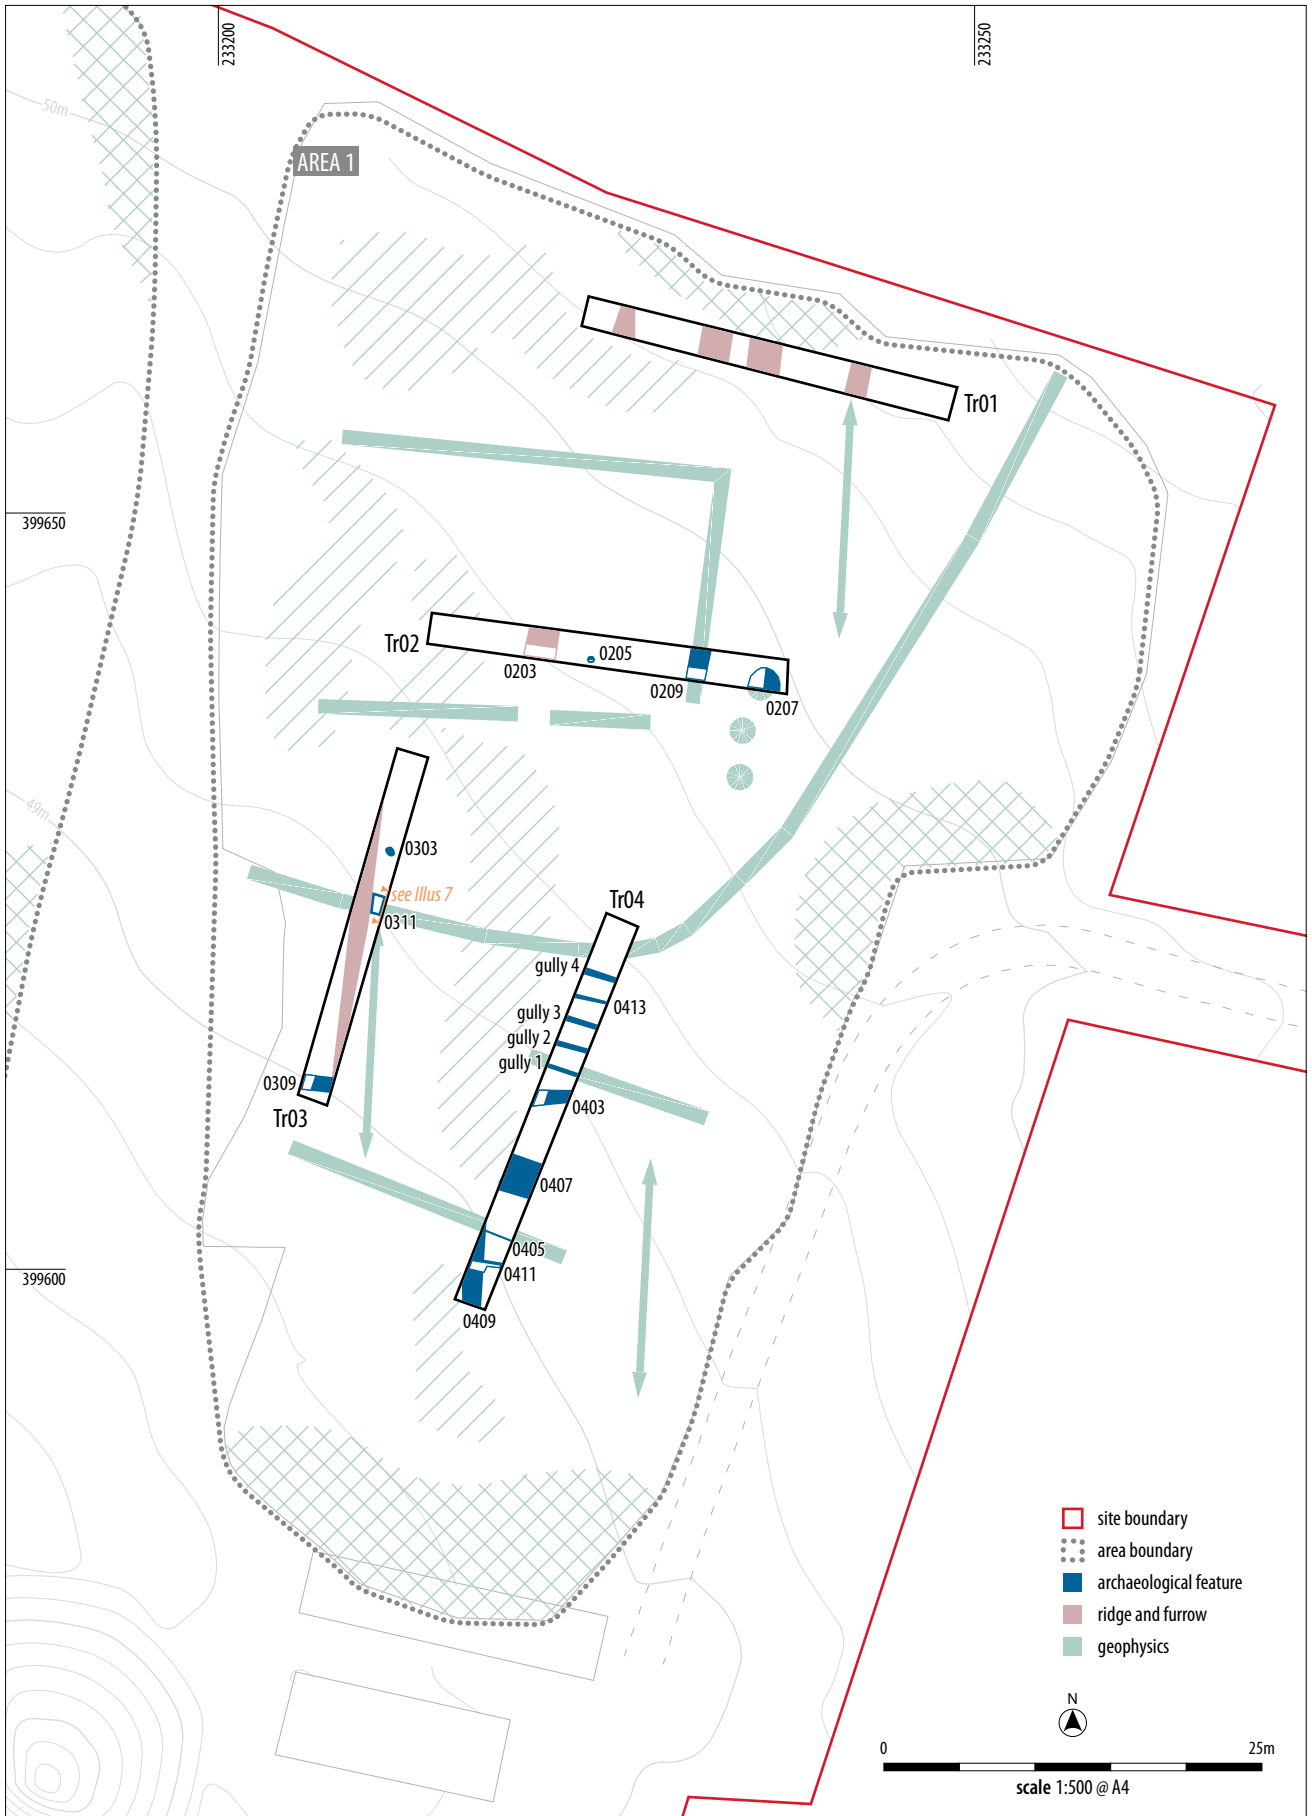 233200
233250
50m
AREA 1
Tr01
399650
Tr02
0203
0205
0209
0207
49m
0303
see Illus 7
0311
Tr04
gully 4
0413
gully 3
gully 2
gully 1
0309
Tr03
0403
0407
0405
0411
0409
399600
site boundary
area boundary
archaeological feature
ridge and furrow
geophysics
N
0
25m
scale 1:500 @ A4